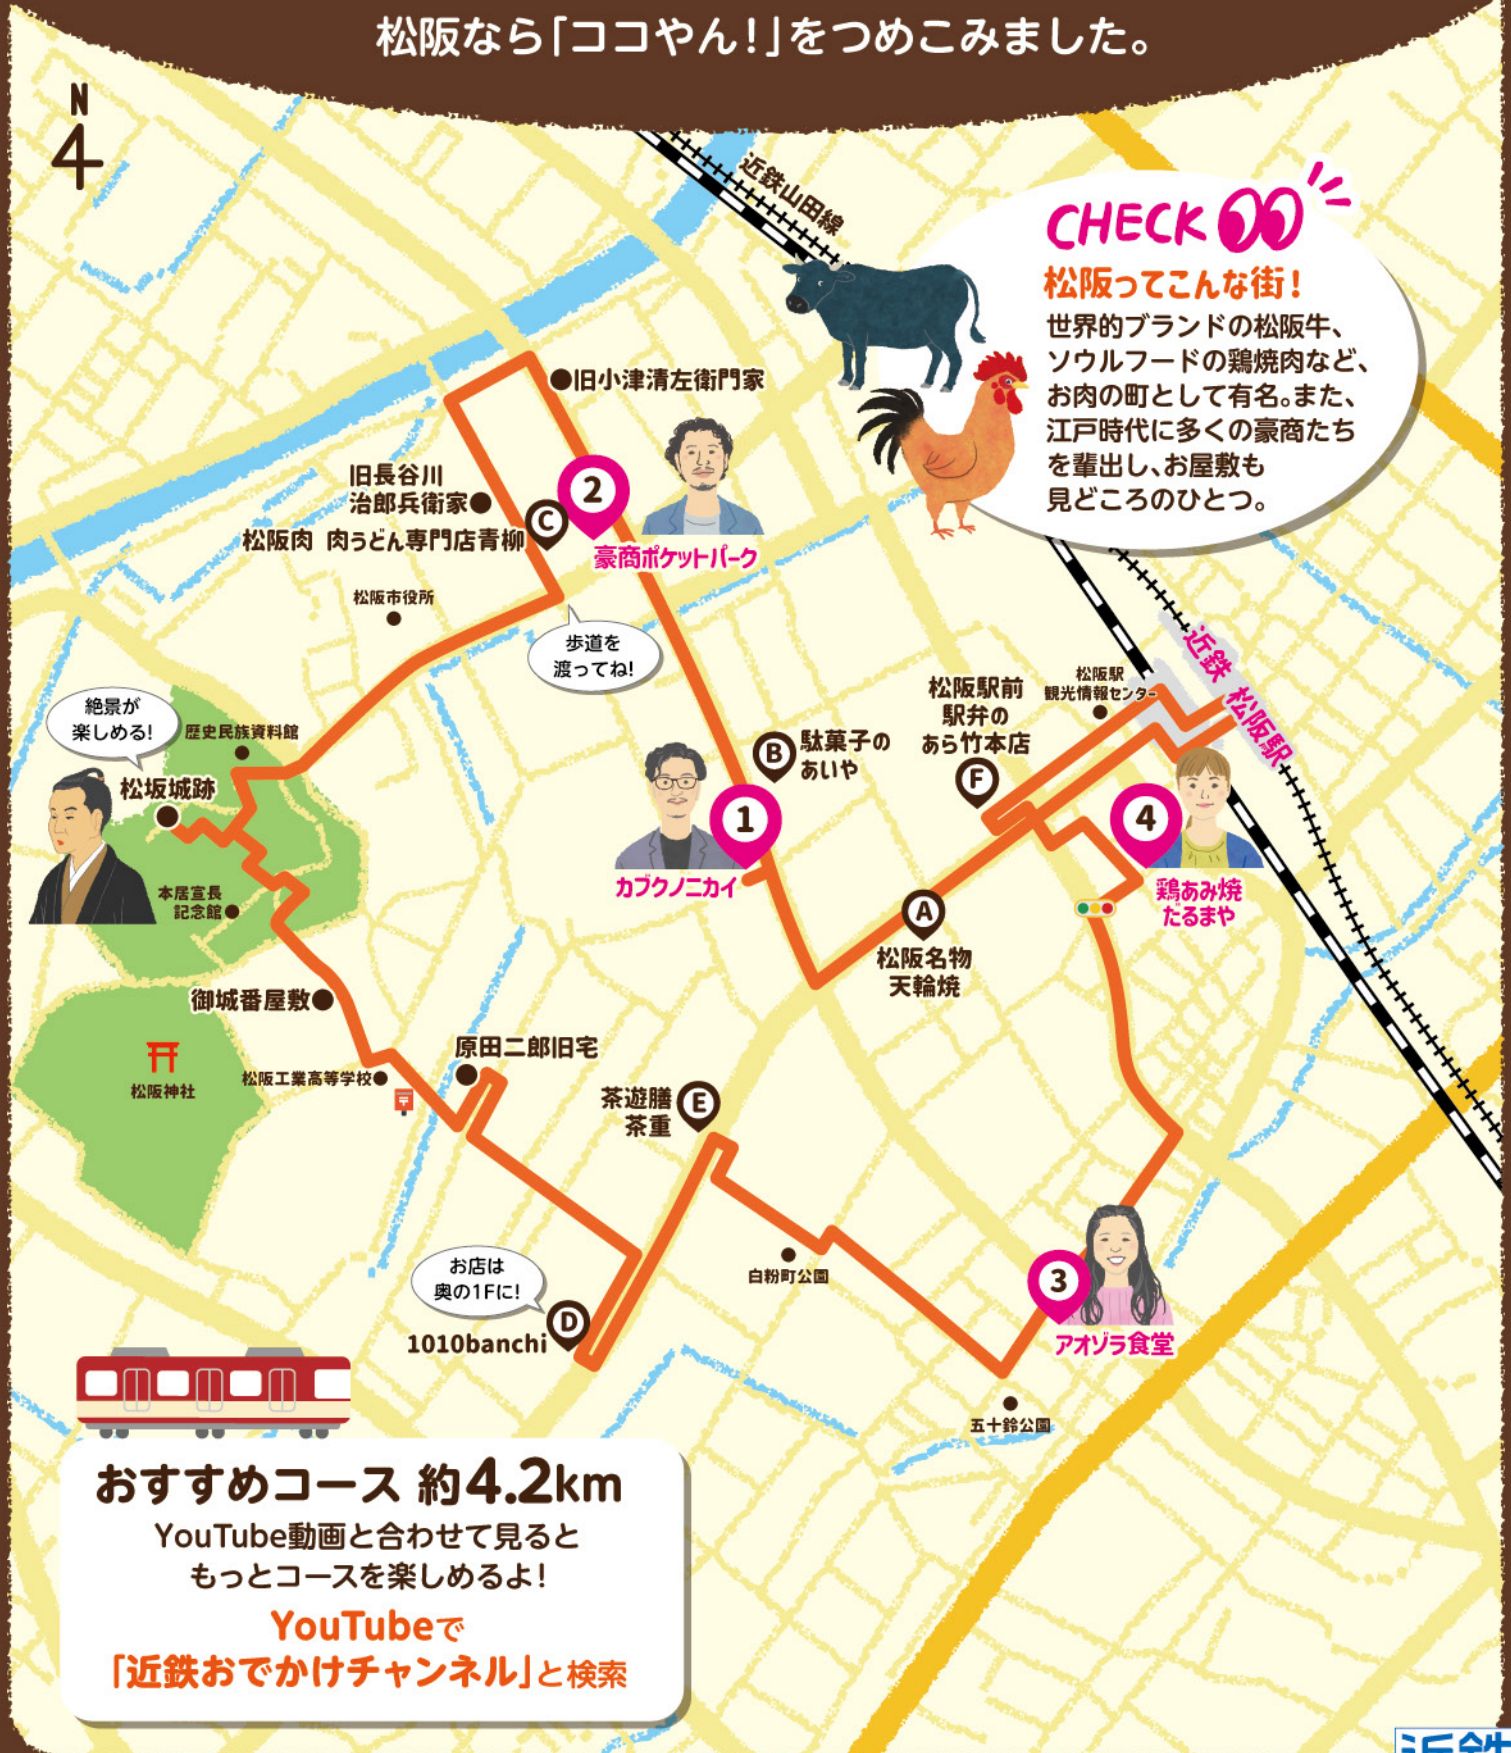 松阪なら「ココやん!」をつめこみました。
N
近鉄山田線
CHECK
松阪ってこんな街!
世界的ブランドの松阪牛、
ソウルフードの鶏焼肉など、
お肉の町として有名。また、
江戸時代に多くの豪商たち
を輩出し、お屋敷も
見どころのひとつ。
旧小津清左衛門家
旧長谷川
治郎兵衛家
2
C
松阪肉 肉うどん専門店青柳
豪商ポケットパーク
松阪市役所
歩道を
渡ってね!
近鉄 松阪駅
松阪駅
観光情報センター
松阪駅前
駅弁の
あら竹本店
F
絶景が
楽しめる!
歴史民族資料館
松坂城跡
B
駄菓子の
あいや
1
カブクノニカイ
4
鶏あみ焼
だるまや
本居宣長
記念館
A
松阪名物
天輪焼
御城番屋敷
松阪神社
松阪工業高等学校
〒
原田二郎旧宅
茶遊膳
茶重
E
白粉町公園
お店は
奥の1Fに!
D
1010banchi
3
アオゾラ食堂
五十鈴公園
おすすめコース 約4.2km
YouTube動画と合わせて見ると
もっとコースを楽しめるよ!
YouTubeで
「近鉄おでかけチャンネル」と検索